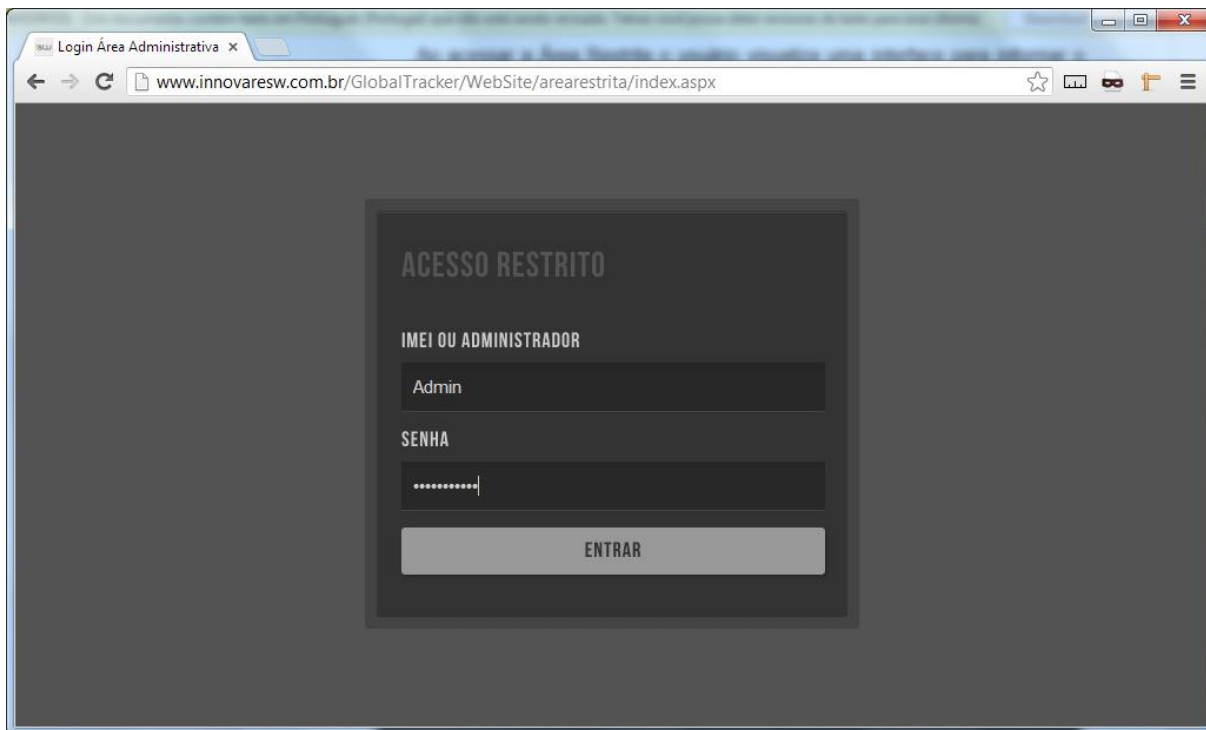 Login Área Administrativa
www.innovaresw.com.br/GlobalTracker/WebSite/arearestrita/index.aspx
ACESSO RESTRITO
IMEI OU ADMINISTRADOR
Admin
SENHA
•••••••••••
ENTRAR